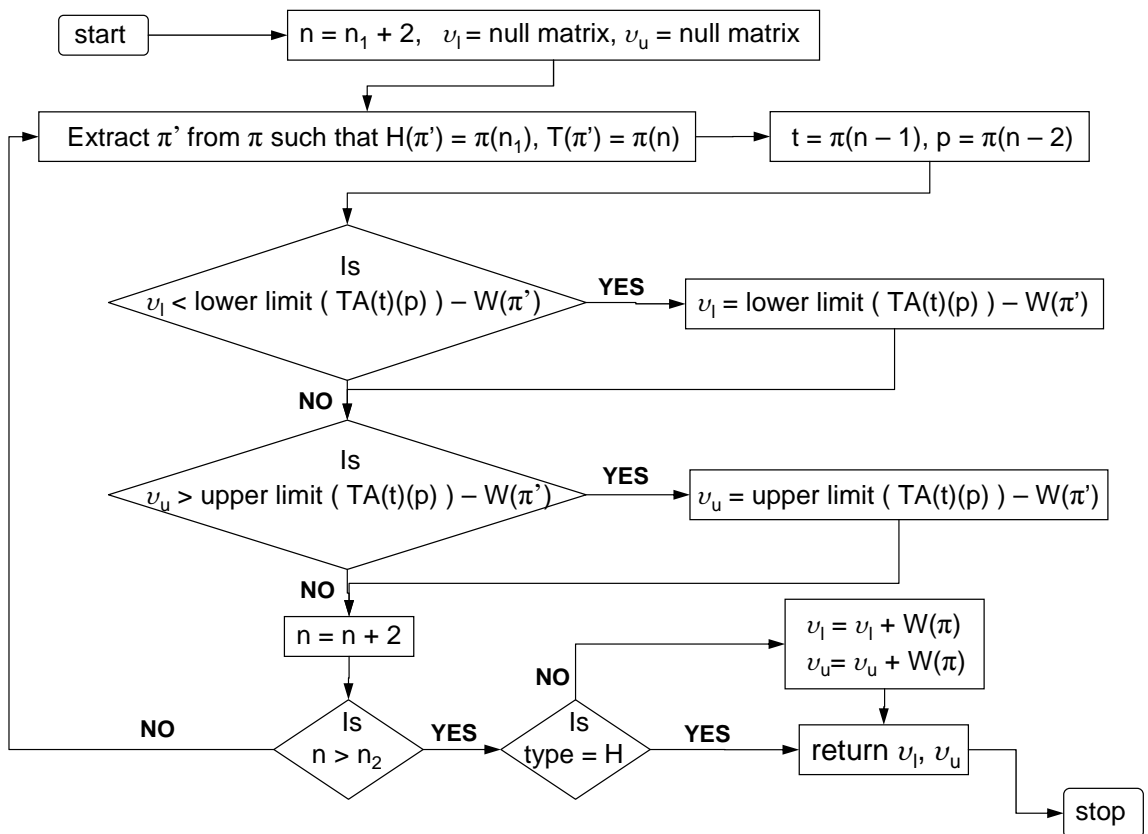 start
n = n₁ + 2, υₗ = null matrix, υᵤ = null matrix
Extract π’ from π such that H(π’) = π(n₁), T(π’) = π(n)
t = π(n – 1), p = π(n – 2)
Is
υₗ < lower limit ( TA(t)(p) ) – W(π’)
YES
υₗ = lower limit ( TA(t)(p) ) – W(π’)
NO
Is
υᵤ > upper limit ( TA(t)(p) ) – W(π’)
YES
υᵤ = upper limit ( TA(t)(p) ) – W(π’)
NO
n = n + 2
υₗ = υₗ + W(π)
υᵤ= υᵤ + W(π)
NO
NO
Is
n > n₂
YES
Is
type = H
YES
return υₗ, υᵤ
stop